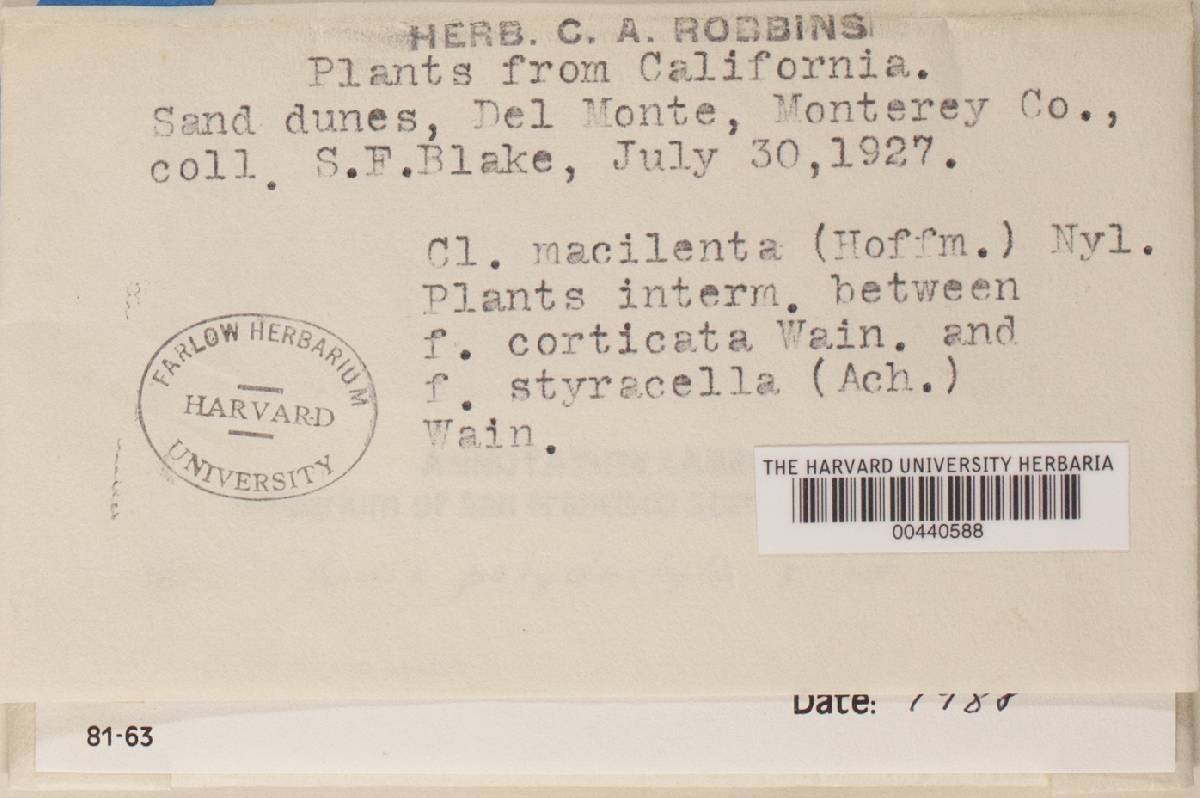 HERB. C. A. ROBBINS
Plants from California.
Sand dunes, Del Monte, Monterey Co.,
coll. S.F.Blake, July 30,1927.
Cl. macilenta (Hoffm.) Nyl.
Plants interm. between
f. corticata Wain. and
f. styracella (Ach.)
Wain.
FARLOW HERBARIUM
HARVARD
UNIVERSITY
THE HARVARD UNIVERSITY HERBARIA
00440588
Date:
81-63